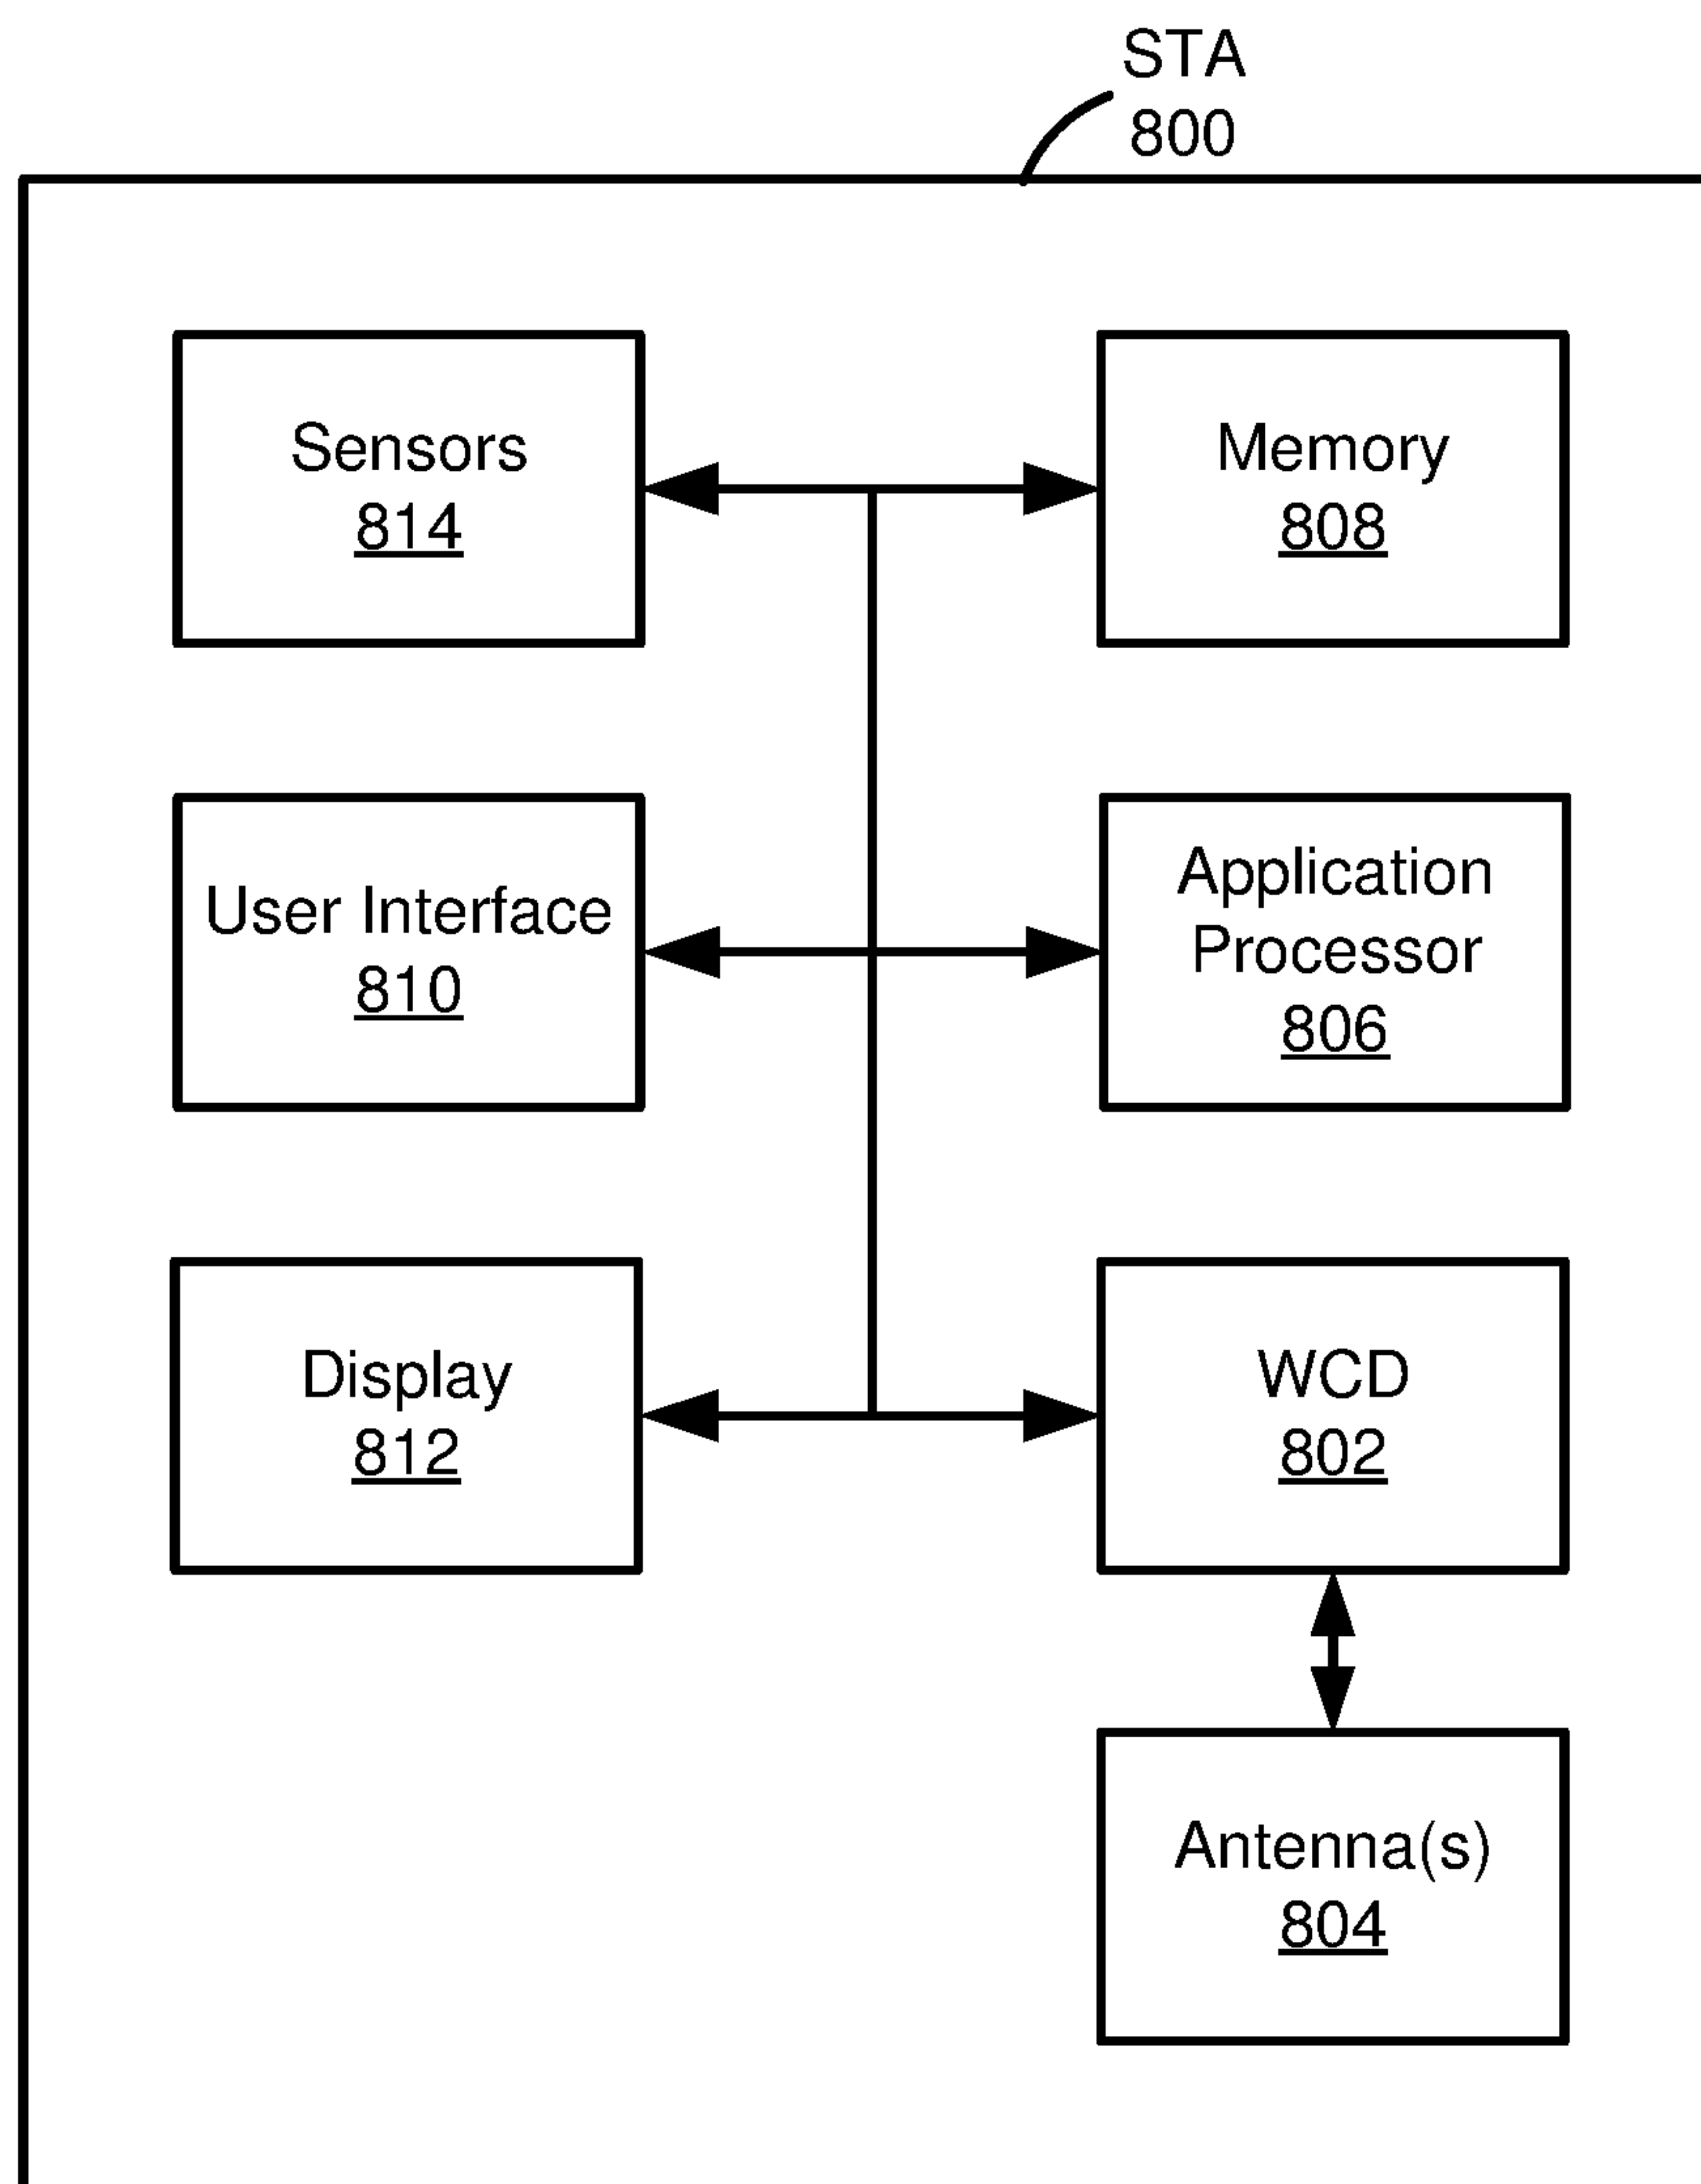 STA
800
Sensors
814
Memory
808
User Interface
810
Application
Processor
806
Display
812
WCD
802
Antenna(s)
804